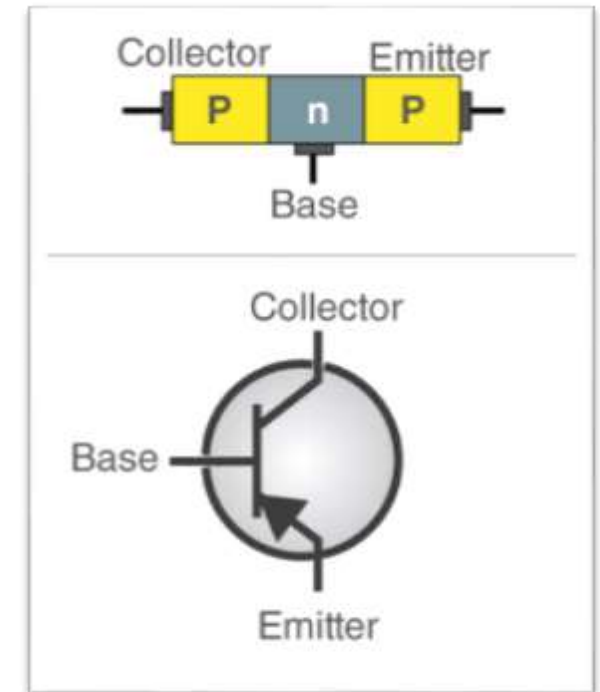 Collector Emitter
P n P
Base
Collector
Base
Emitter